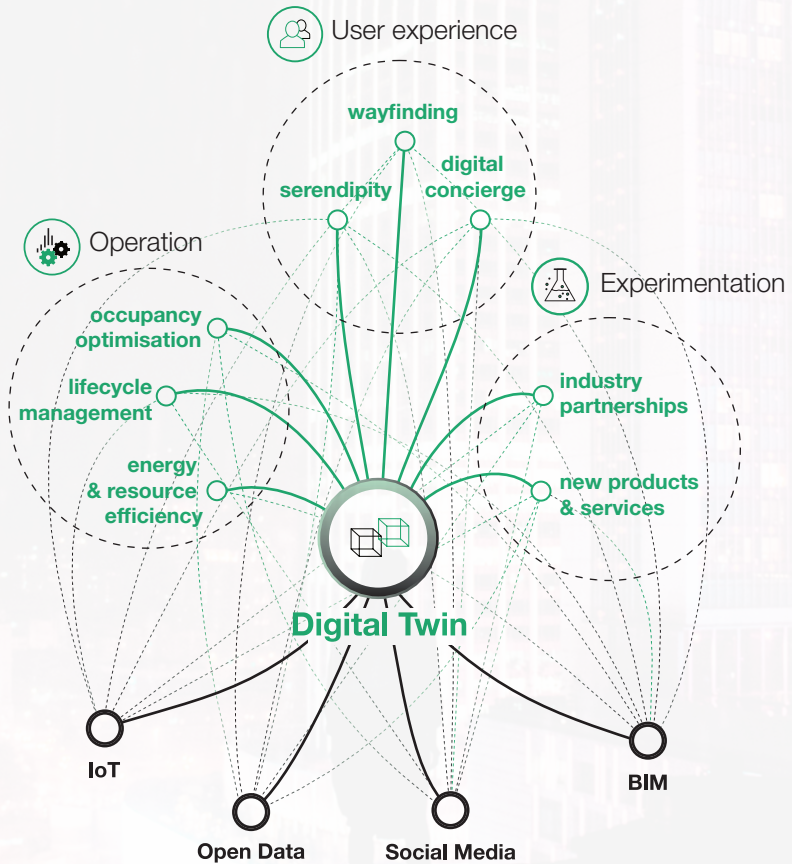 User experience
wayfinding
digital
concierge
serendipity
Operation
occupancy
optimisation
lifecycle
management
energy
& resource
efficiency
Experimentation
industry
partnerships
new products
& services
Digital Twin
IoT
BIM
Open Data
Social Media